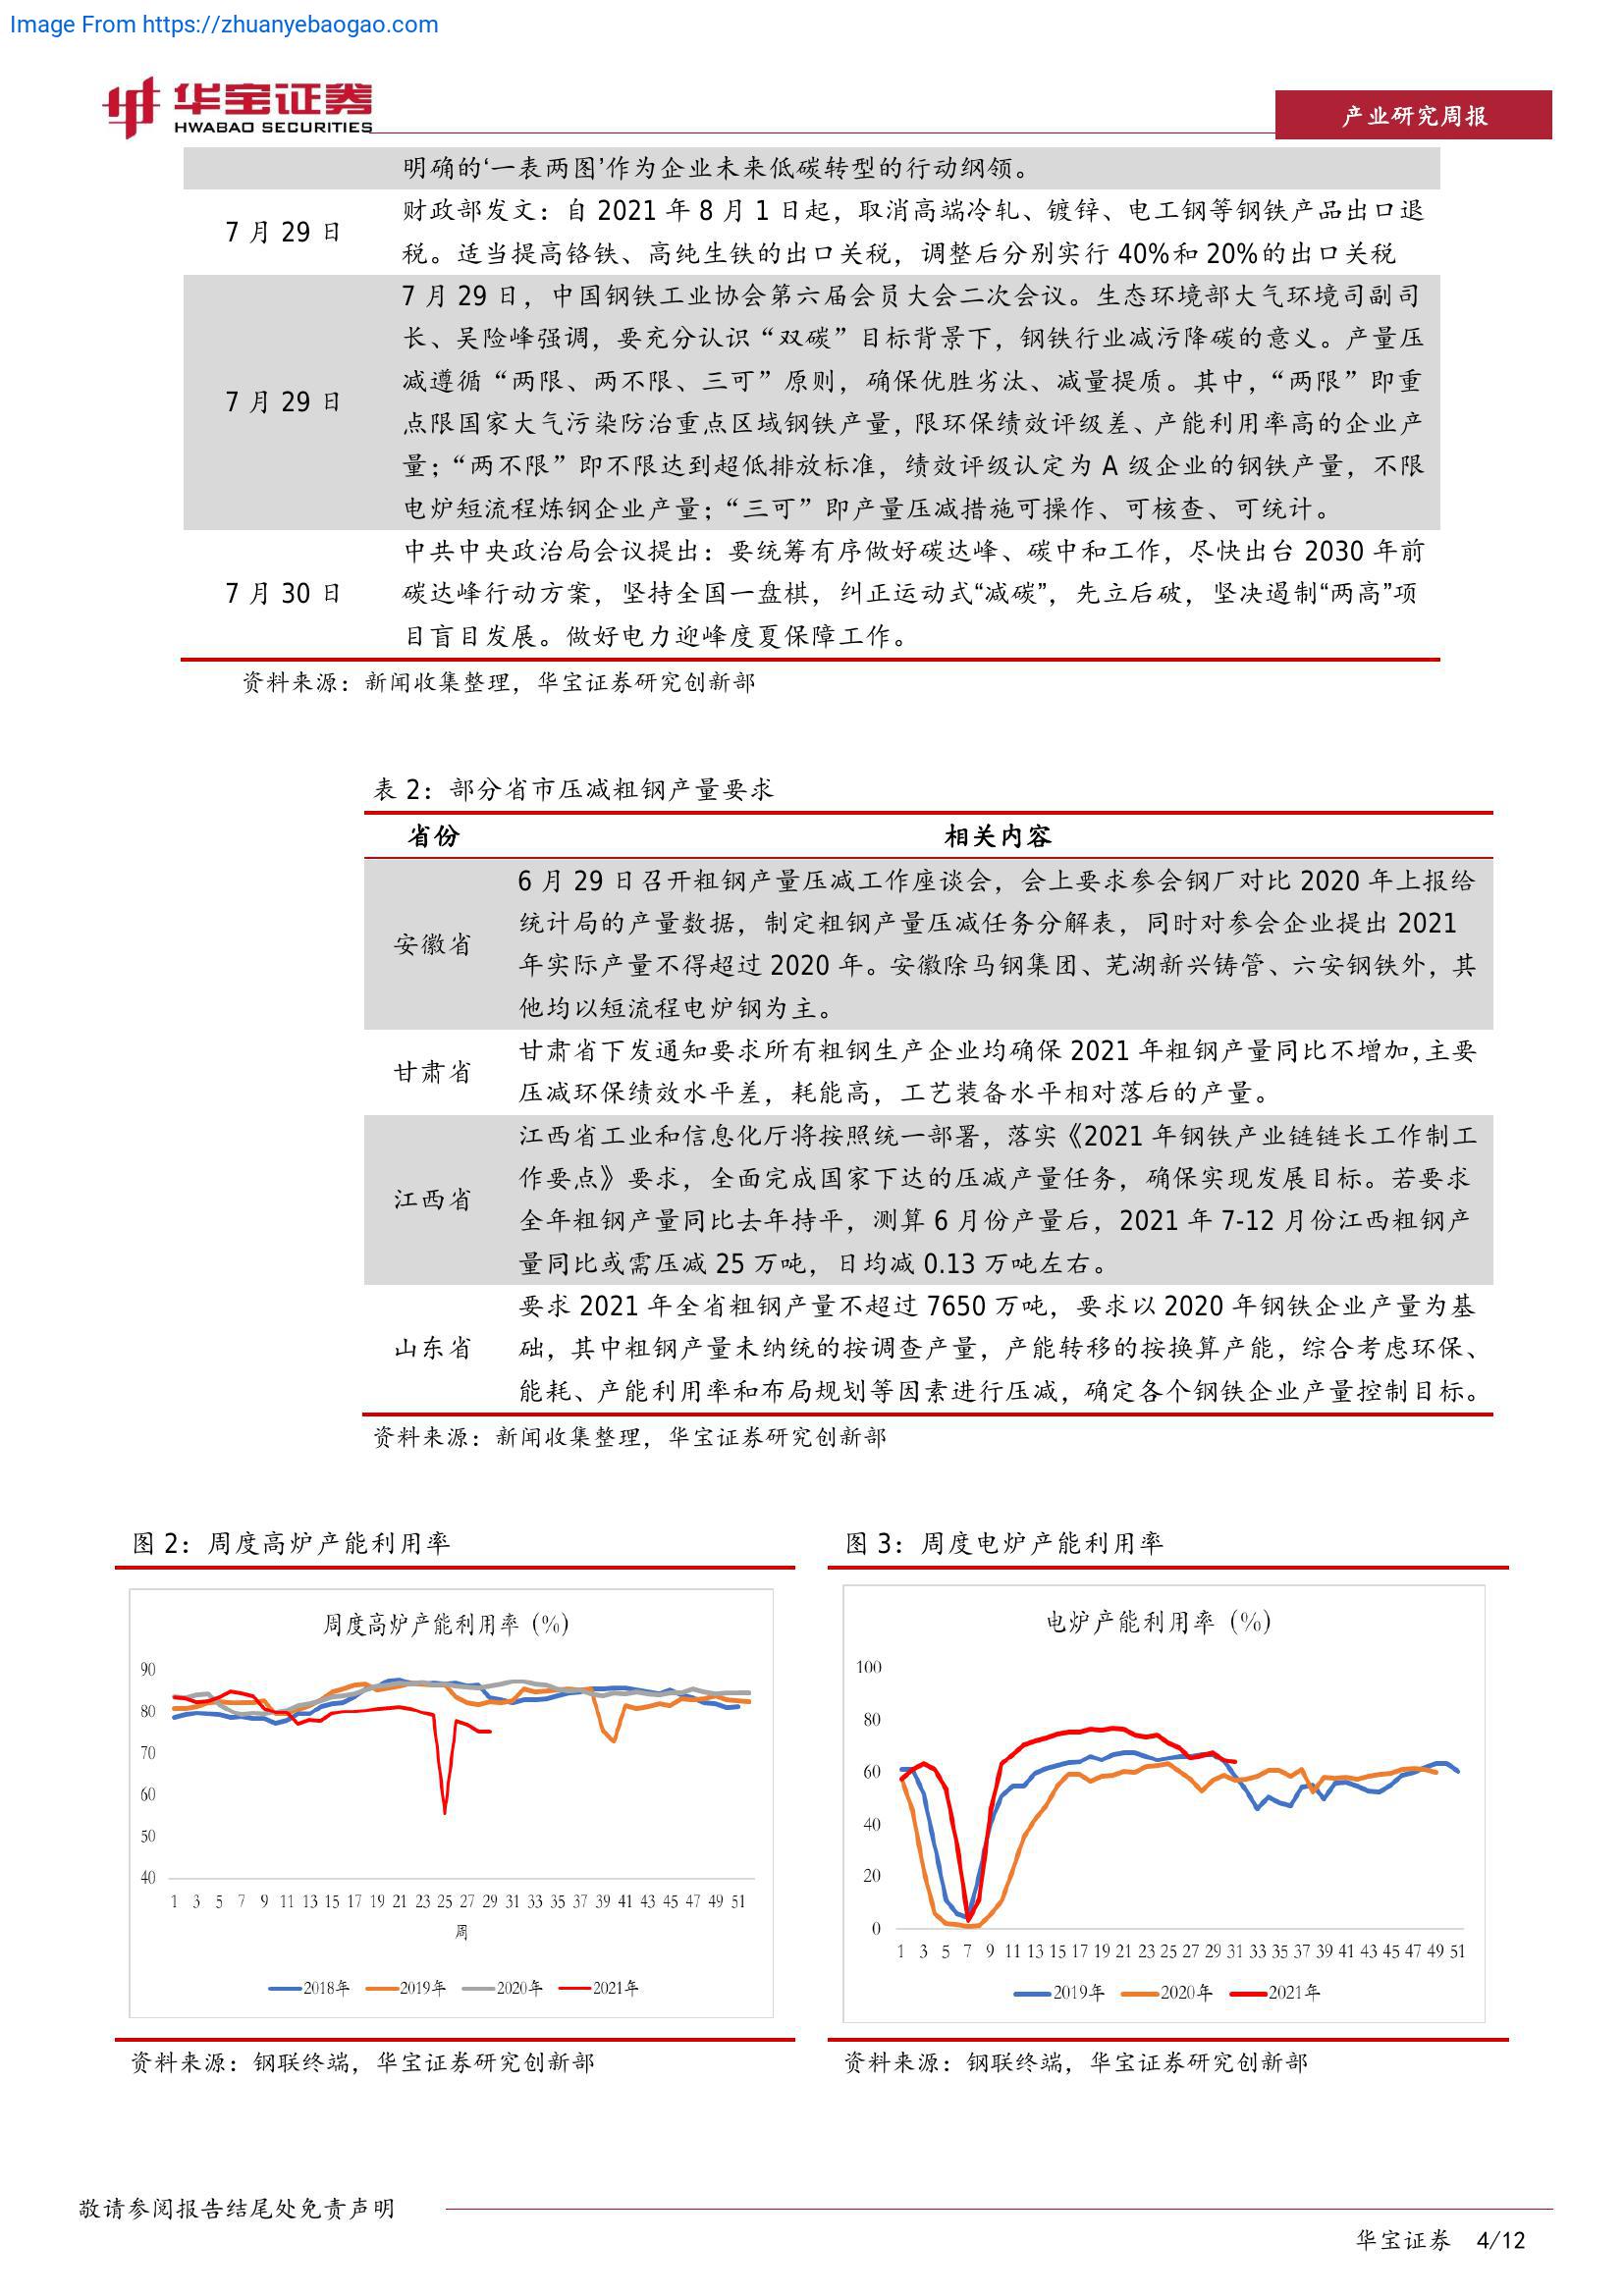 Image From https://zhuanyebaogao.com
华宝证券
HWABAO SECURITIES
产业研究周报
明确的‘一表两图’作为企业未来低碳转型的行动纲领。
7 月 29 日
财政部发文：自 2021 年 8 月 1 日起，取消高端冷轧、镀锌、电工钢等钢铁产品出口退
税。适当提高铬铁、高纯生铁的出口关税，调整后分别实行 40%和 20%的出口关税
7 月 29 日
7 月 29 日，中国钢铁工业协会第六届会员大会二次会议。生态环境部大气环境司副司
长、吴险峰强调，要充分认识“双碳”目标背景下，钢铁行业减污降碳的意义。产量压
减遵循“两限、两不限、三可”原则，确保优胜劣汰、减量提质。其中，“两限”即重
点限国家大气污染防治重点区域钢铁产量，限环保绩效评级差、产能利用率高的企业产
量；“两不限”即不限达到超低排放标准，绩效评级认定为 A 级企业的钢铁产量，不限
电炉短流程炼钢企业产量；“三可”即产量压减措施可操作、可核查、可统计。
7 月 30 日
中共中央政治局会议提出：要统筹有序做好碳达峰、碳中和工作，尽快出台 2030 年前
碳达峰行动方案，坚持全国一盘棋，纠正运动式“减碳”，先立后破，坚决遏制“两高”项
目盲目发展。做好电力迎峰度夏保障工作。
资料来源：新闻收集整理，华宝证券研究创新部
表 2：部分省市压减粗钢产量要求
省份 相关内容
安徽省
6 月 29 日召开粗钢产量压减工作座谈会，会上要求参会钢厂对比 2020 年上报给
统计局的产量数据，制定粗钢产量压减任务分解表，同时对参会企业提出 2021
年实际产量不得超过 2020 年。安徽除马钢集团、芜湖新兴铸管、六安钢铁外，其
他均以短流程电炉钢为主。
甘肃省
甘肃省下发通知要求所有粗钢生产企业均确保 2021 年粗钢产量同比不增加，主要
压减环保绩效水平差，耗能高，工艺装备水平相对落后的产量。
江西省
江西省工业和信息化厅将按照统一部署，落实《2021 年钢铁产业链链长工作制工
作要点》要求，全面完成国家下达的压减产量任务，确保实现发展目标。若要求
全年粗钢产量同比去年持平，测算 6 月份产量后，2021 年 7-12 月份江西粗钢产
量同比或需压减 25 万吨，日均减 0.13 万吨左右。
山东省
要求 2021 年全省粗钢产量不超过 7650 万吨，要求以 2020 年钢铁企业产量为基
础，其中粗钢产量未纳统的按调查产量，产能转移的按换算产能，综合考虑环保、
能耗、产能利用率和布局规划等因素进行压减，确定各个钢铁企业产量控制目标。
资料来源：新闻收集整理，华宝证券研究创新部
图 2：周度高炉产能利用率
周度高炉产能利用率 (%)
90
80
70
60
50
40
1 3 5 7 9 11 13 15 17 19 21 23 25 27 29 31 33 35 37 39 41 43 45 47 49 51
周
2018年 2019年 2020年 2021年
资料来源：钢联终端，华宝证券研究创新部
图 3：周度电炉产能利用率
电炉产能利用率 (%)
100
80
60
40
20
0
1 3 5 7 9 11 13 15 17 19 21 23 25 27 29 31 33 35 37 39 41 43 45 47 49 51
2019年 2020年 2021年
资料来源：钢联终端，华宝证券研究创新部
敬请参阅报告结尾处免责声明
华宝证券 4/12